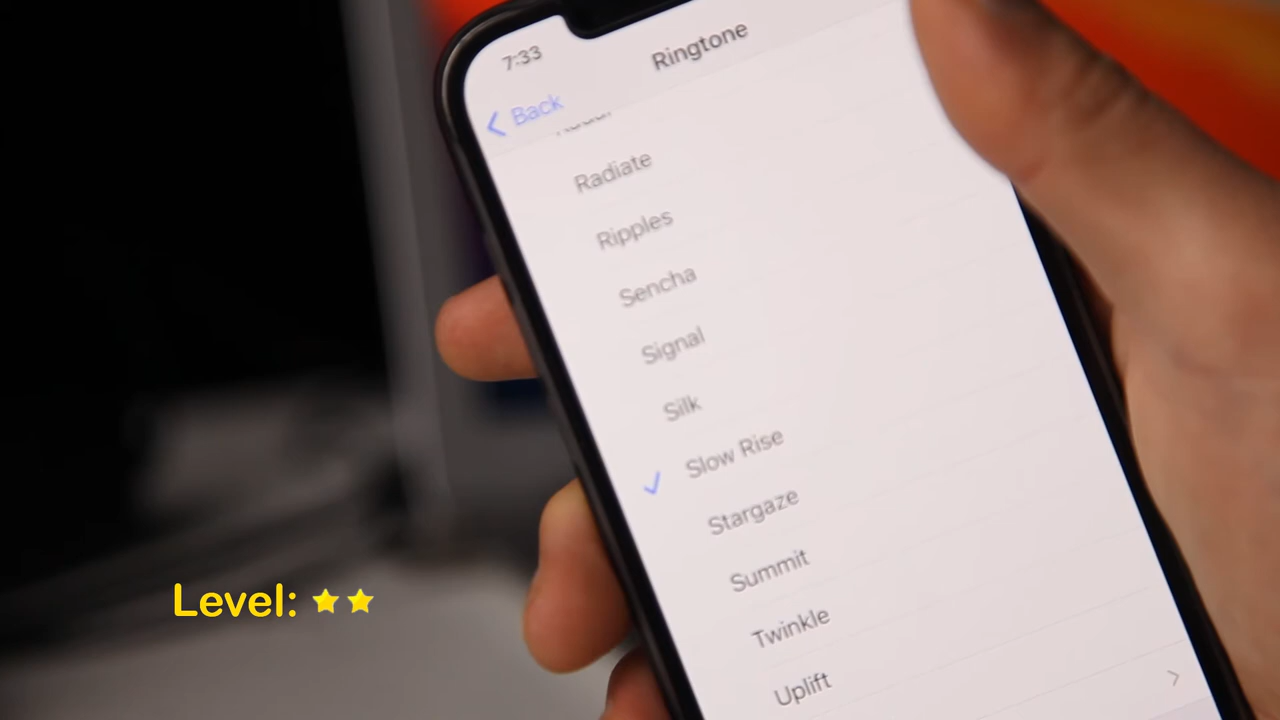 7:33
Ringtone
Back
Radiate
Ripples
Sencha
Signal
Silk
Slow Rise
Stargaze
Summit
Twinkle
Uplift
Level: ⭐⭐